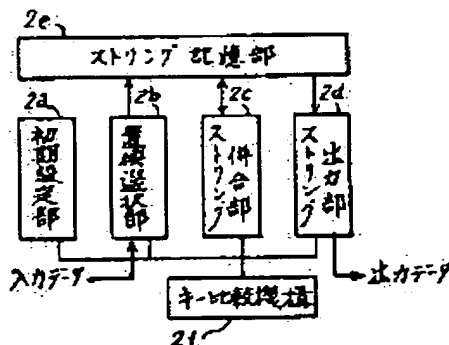 2e
ストリング記憶部
2a
2b
2c
2d
初期設定部
置換選択部
ストリング併合部
ストリング出力部
入力データ
出力データ
キー比較機構
2f